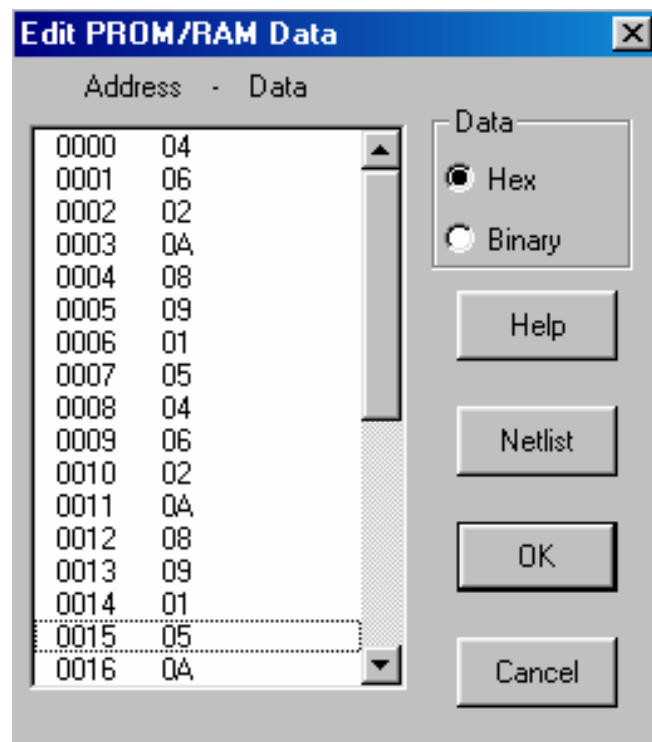 Edit PROM/RAM Data
Address - Data
0000 04
0001 06
0002 02
0003 0A
0004 08
0005 09
0006 01
0007 05
0008 04
0009 06
0010 02
0011 0A
0012 08
0013 09
0014 01
0015 05
0016 0A
Data
Hex
Binary
Help
Netlist
OK
Cancel